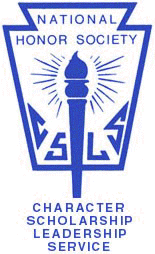 NATIONAL
HONOR SOCIETY
C S L S
CHARACTER
SCHOLARSHIP
LEADERSHIP
SERVICE